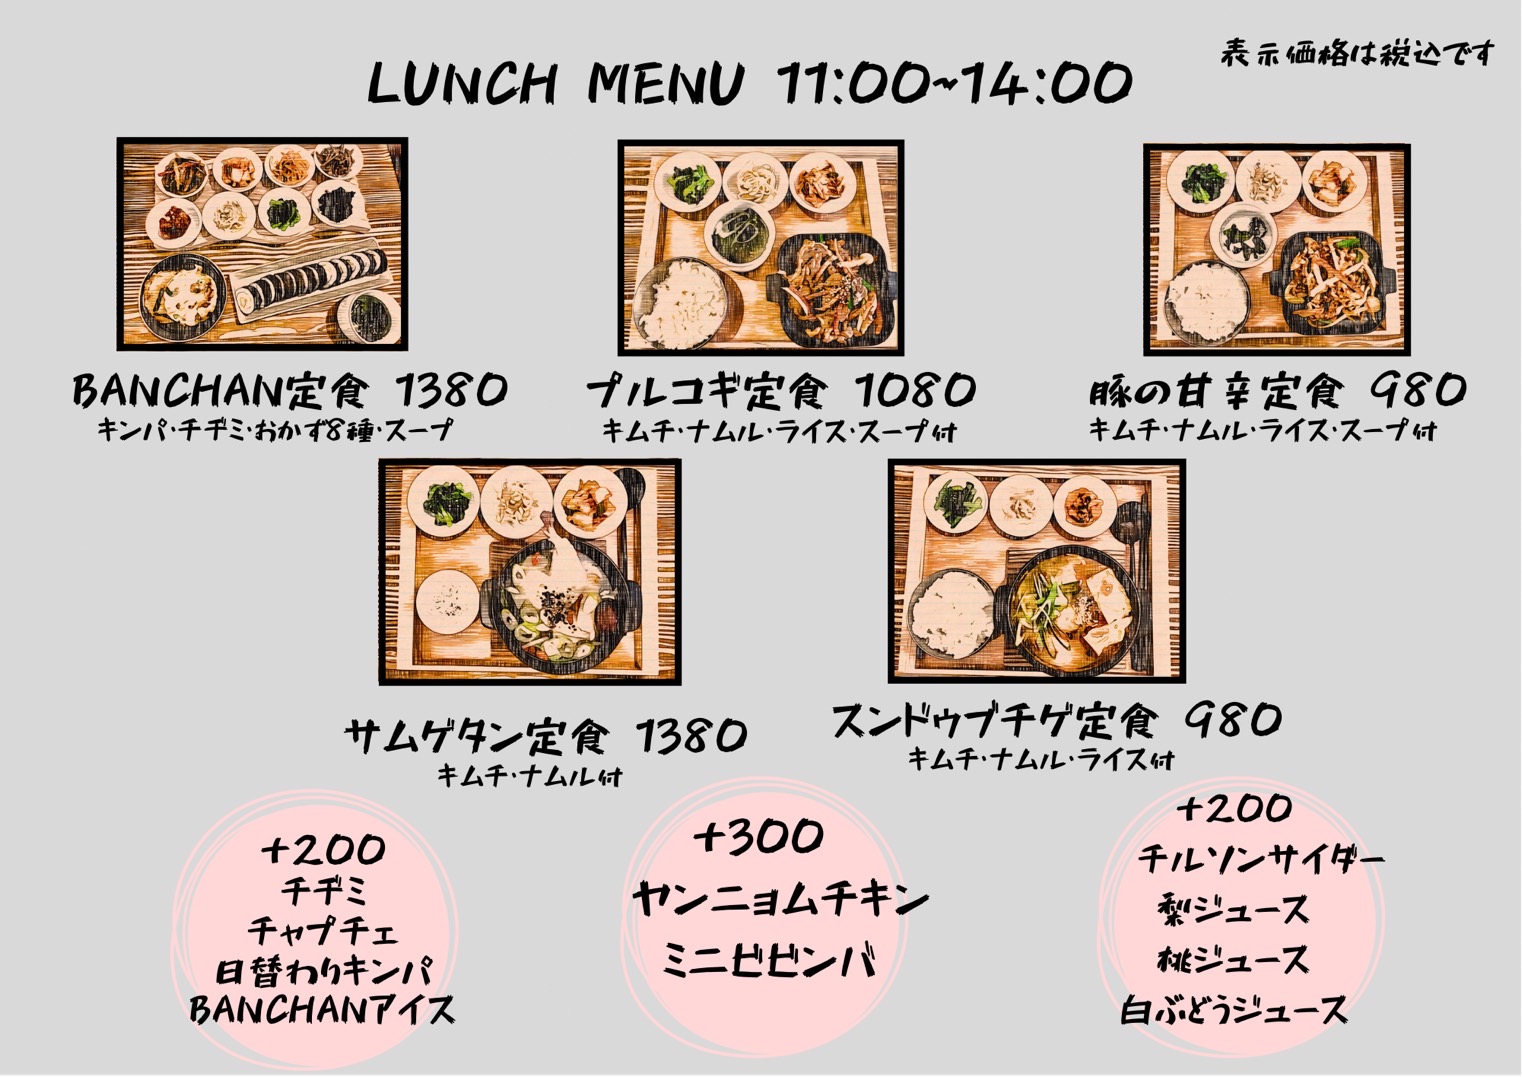 表示価格は税込です
LUNCH MENU 11:00~14:00
BANCHAN定食 1380
キンパ・チヂミ・おかず8種・スープ
プルコギ定食 1080
キムチ・ナムル・ライス・スープ付
豚の甘辛定食 980
キムチ・ナムル・ライス・スープ付
サムゲタン定食 1380
キムチ・ナムル付
スンドゥブチゲ定食 980
キムチ・ナムル・ライス付
+200
チヂミ
チャプチェ
日替わりキンパ
BANCHANアイス
+300
ヤンニョムチキン
ミニビビンバ
+200
チルソンサイダー
梨ジュース
桃ジュース
白ぶどうジュース